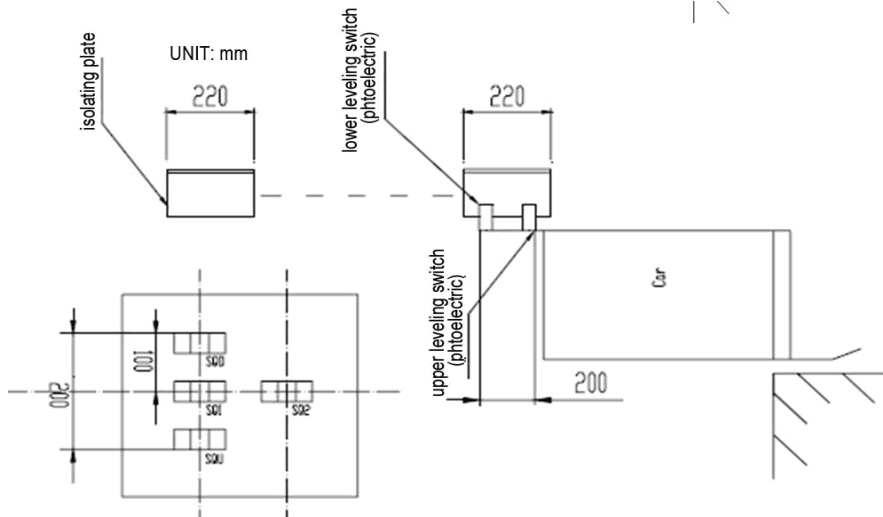 UNIT: mm
isolating plate
220
lower leveling switch
(phtoelectric)
220
upper leveling switch
(phtoelectric)
Car
200
200
100
SQD
SQ1
SQU
SQ2